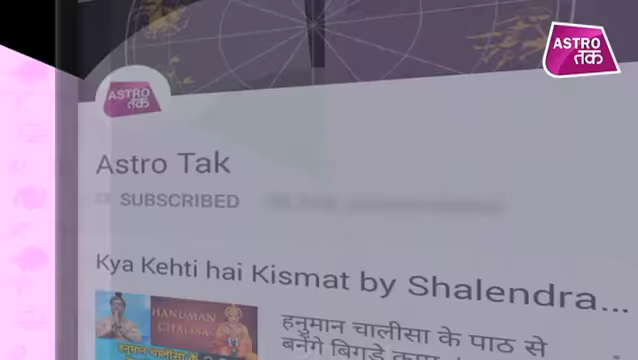 ASTRO
तक
ASTRO
तक
Astro Tak
SUBSCRIBED
Kya Kehti hai Kismat by Shalendra...
HANUMAN
CHALISA
हनुमान चालीसा के पाठ से
बनेंगे बिगड़े काम